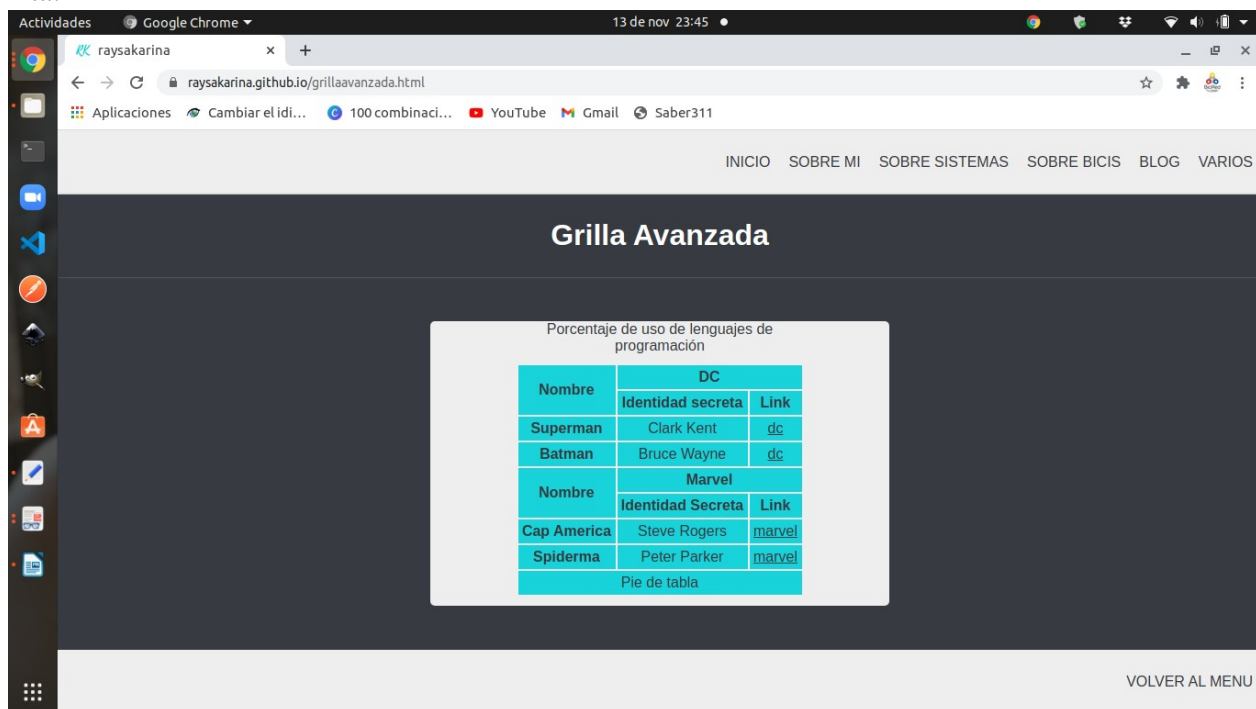 Actividades Google Chrome 13 de nov 23:45
raysakarina
raysakarina.github.io/grillaavanzada.html
Aplicaciones Cambiar el idi... 100 combinaci... YouTube Gmail Saber311
INICIO SOBRE MI SOBRE SISTEMAS SOBRE BICIS BLOG VARIOS
Grilla Avanzada
Porcentaje de uso de lenguajes de
programación
Nombre DC
Identidad secreta Link
Superman Clark Kent dc
Batman Bruce Wayne dc
Nombre Marvel
Identidad Secreta Link
Cap America Steve Rogers marvel
Spiderma Peter Parker marvel
Pie de tabla
VOLVER AL MENU